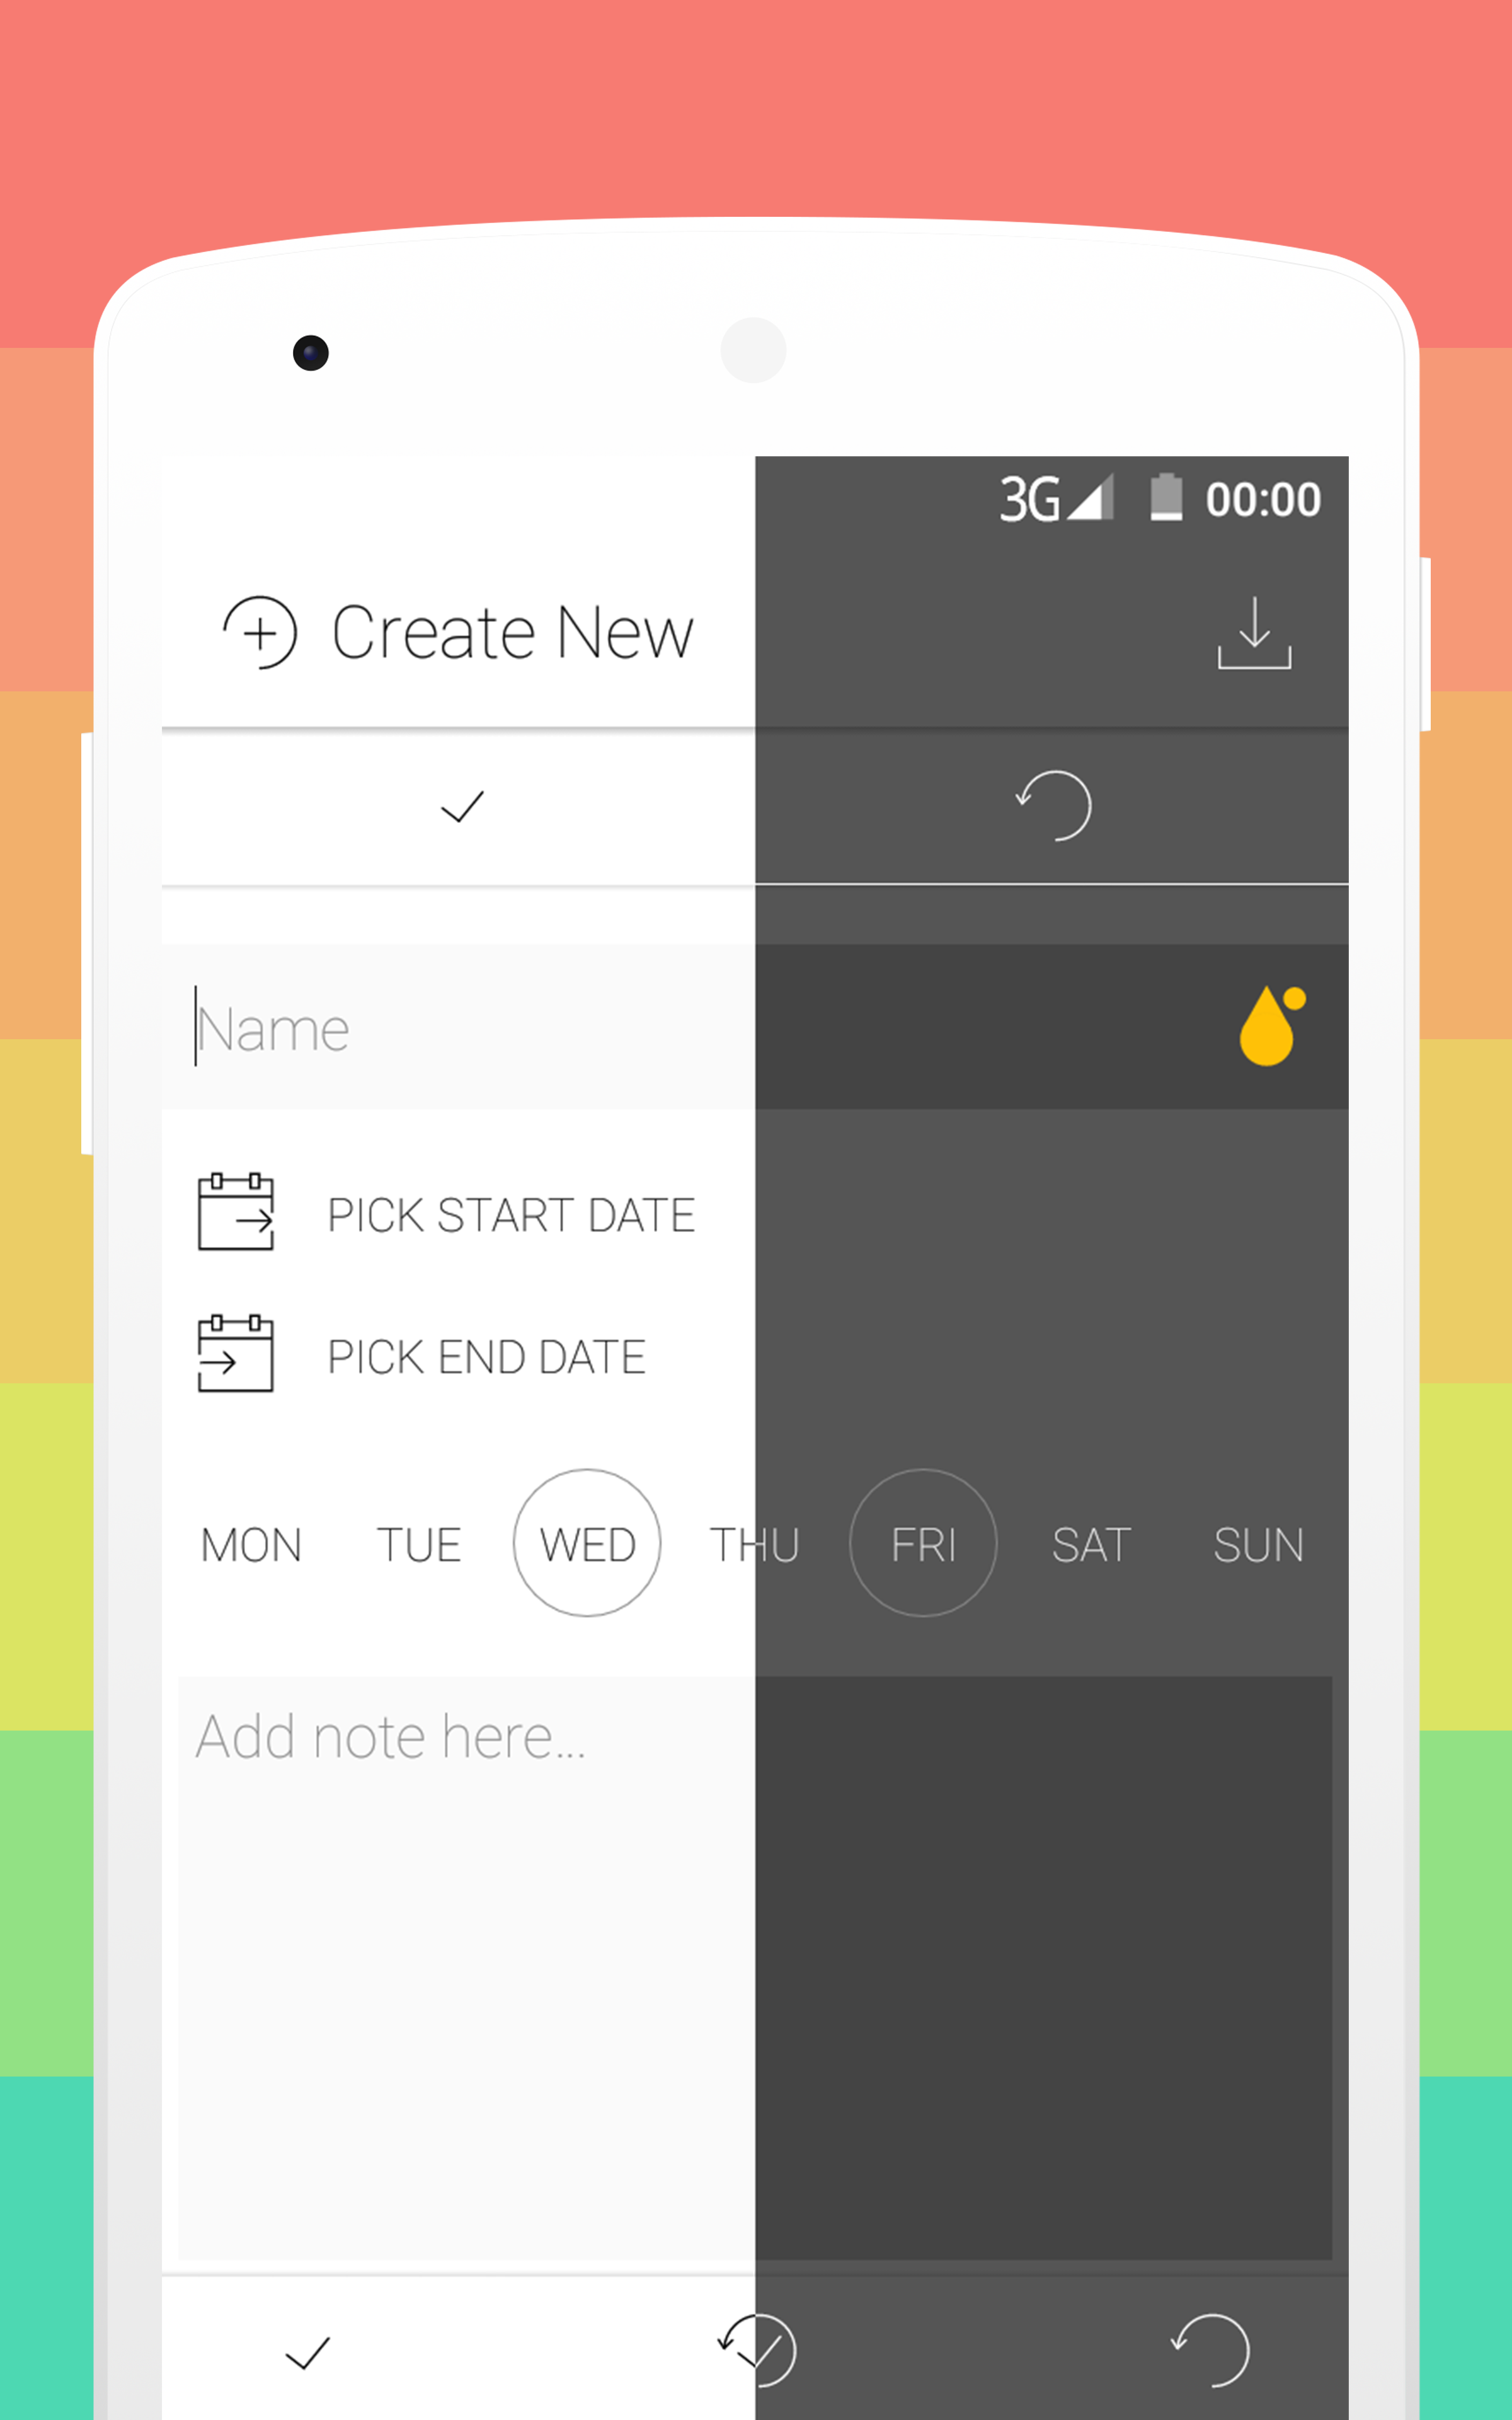 3G 00:00
Create New
Name
PICK START DATE
PICK END DATE
MON TUE WED THU FRI SAT SUN
Add note here...